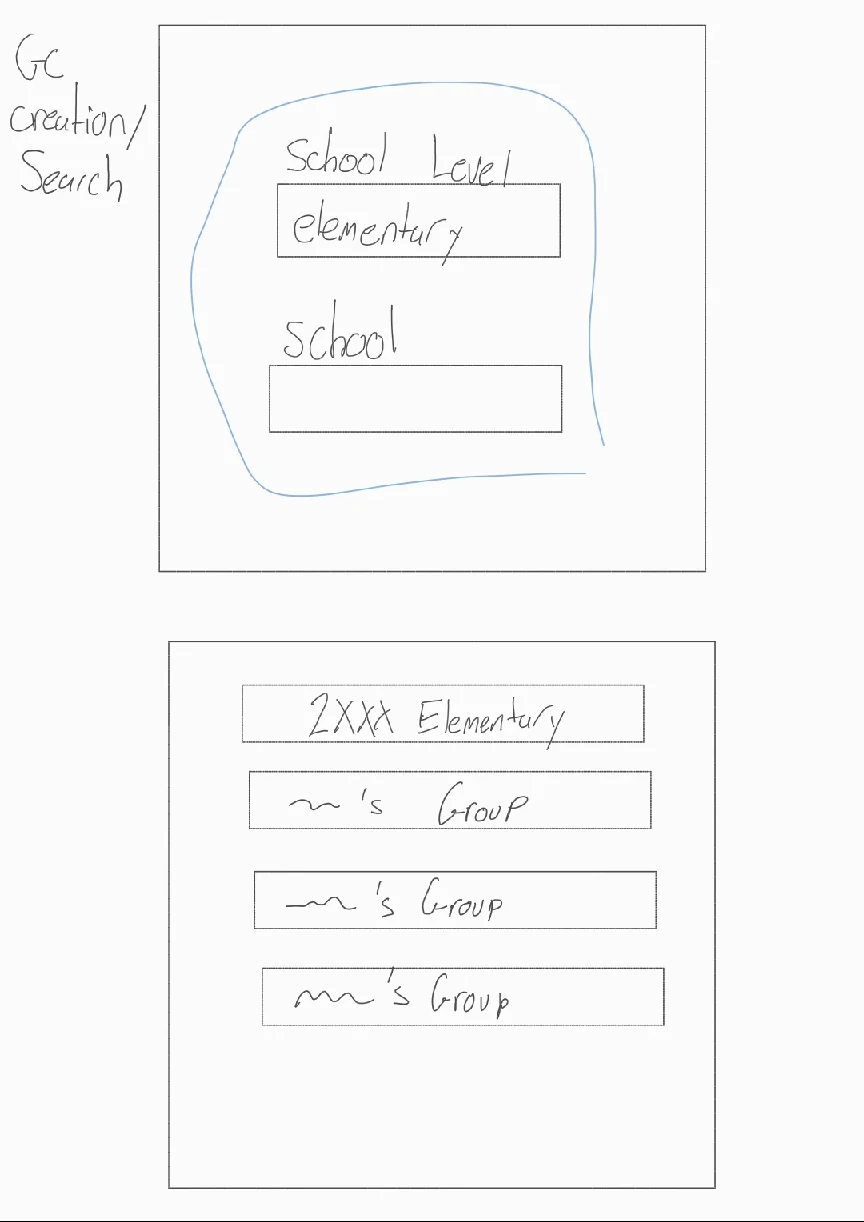 GC
creation/
Search
School Level
elementary
School
2XXX Elementary
's Group
's Group
's Group